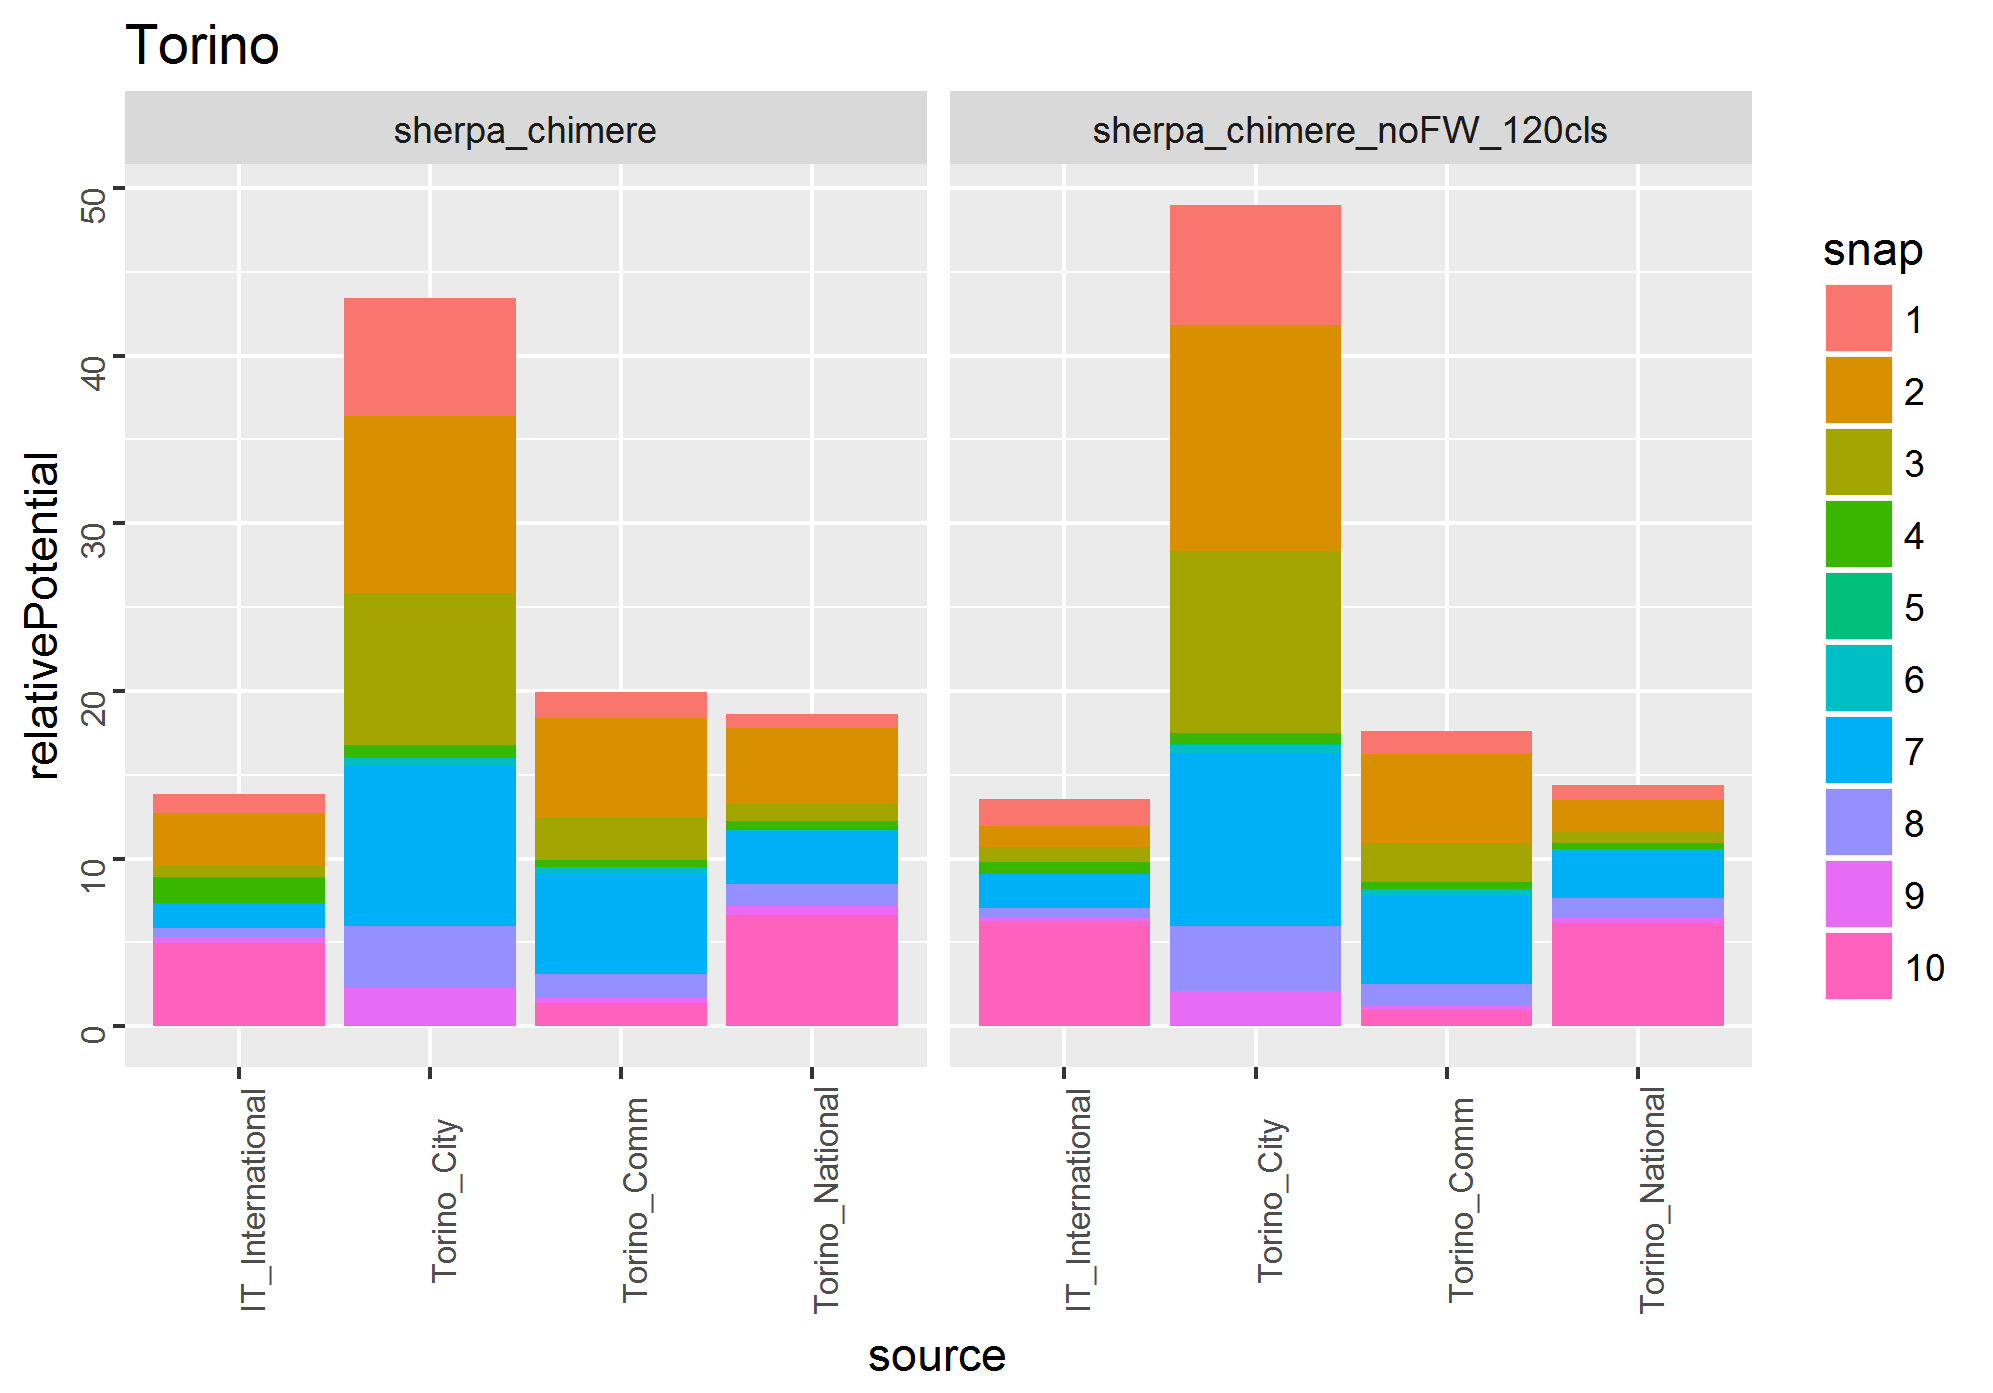 Torino
sherpa_chimere
sherpa_chimere_noFW_120cls
relativePotential
50
40
30
20
10
0
IT_International
Torino_City
Torino_Comm
Torino_National
IT_International
Torino_City
Torino_Comm
Torino_National
source
snap
1
2
3
4
5
6
7
8
9
10